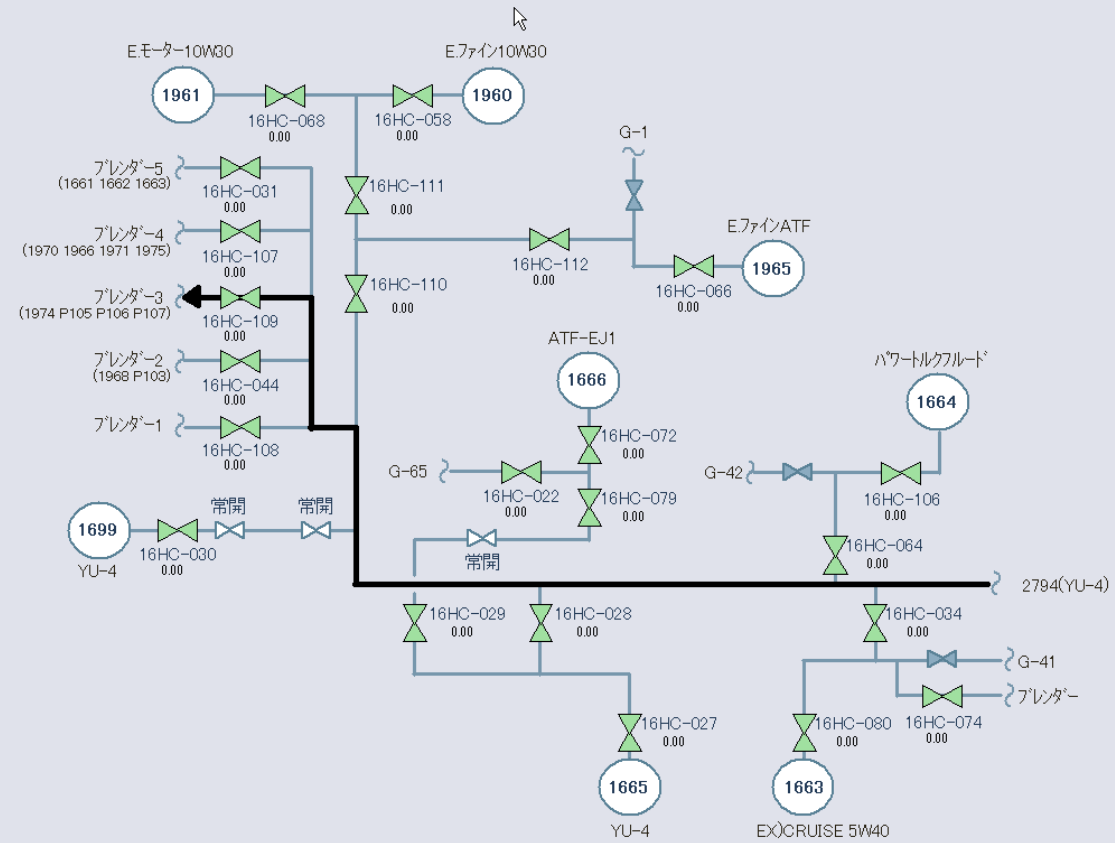 E.モーター10W30
E.ファイン10W30
1961
1960
16HC-068
0.00
16HC-058
0.00
G-1
ブレンダー5
(1661 1662 1663)
16HC-031
0.00
16HC-111
0.00
ブレンダー4
(1970 1966 1971 1975)
16HC-107
0.00
E.ファインATF
1965
16HC-112
0.00
16HC-066
0.00
16HC-110
0.00
ブレンダー3
(1974 P105 P106 P107)
16HC-109
0.00
ブレンダー2
(1968 P103)
16HC-044
0.00
ATF-EJ1
1666
パワートルクフルード
1664
ブレンダー1
16HC-108
0.00
16HC-072
0.00
G-65
16HC-022
0.00
16HC-079
0.00
G-42
16HC-106
0.00
常開
常開
1699
YU-4
16HC-030
0.00
常開
16HC-064
0.00
2794(YU-4)
16HC-029
0.00
16HC-028
0.00
16HC-034
0.00
G-41
ブレンダー
16HC-074
0.00
16HC-027
0.00
16HC-080
0.00
1665
YU-4
1663
EX)CRUISE 5W40